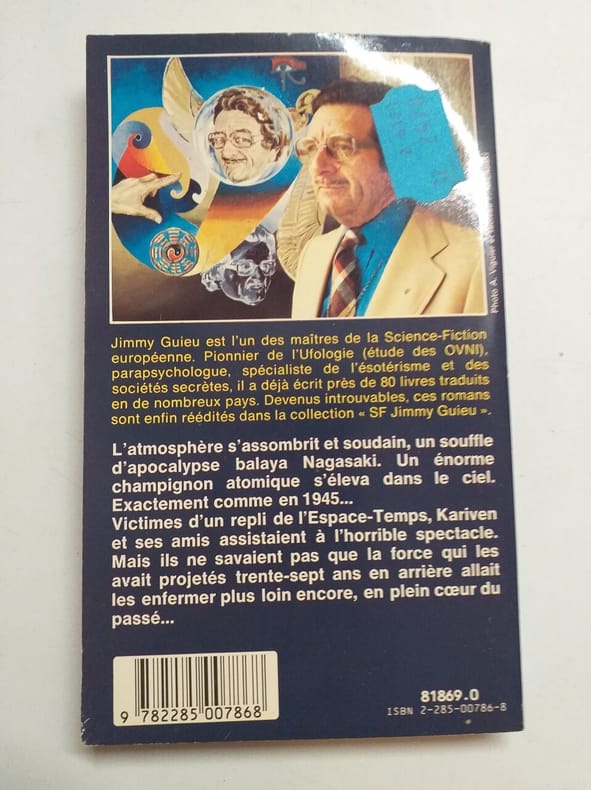 Photo A. Viguier
Jimmy Guieu est l'un des maîtres de la Science-Fiction
européenne. Pionnier de l'Ufologie (étude des OVNI),
parapsychologue, spécialiste de l'ésotérisme et des
sociétés secrètes, il a déjà écrit près de 80 livres traduits
en de nombreux pays. Devenus introuvables, ces romans
sont enfin réédités dans la collection « SF Jimmy Guieu ».
L'atmosphère s'assombrit et soudain, un souffle
d'apocalypse balaya Nagasaki. Un énorme
champignon atomique s'éleva dans le ciel.
Exactement comme en 1945...
Victimes d'un repli de l'Espace-Temps, Kariven
et ses amis assistaient à l'horrible spectacle.
Mais ils ne savaient pas que la force qui les
avait projetés trente-sept ans en arrière allait
les enfermer plus loin encore, en plein cœur du
passé...
9 782285 007868
81869.0
ISBN 2-285-00786-8